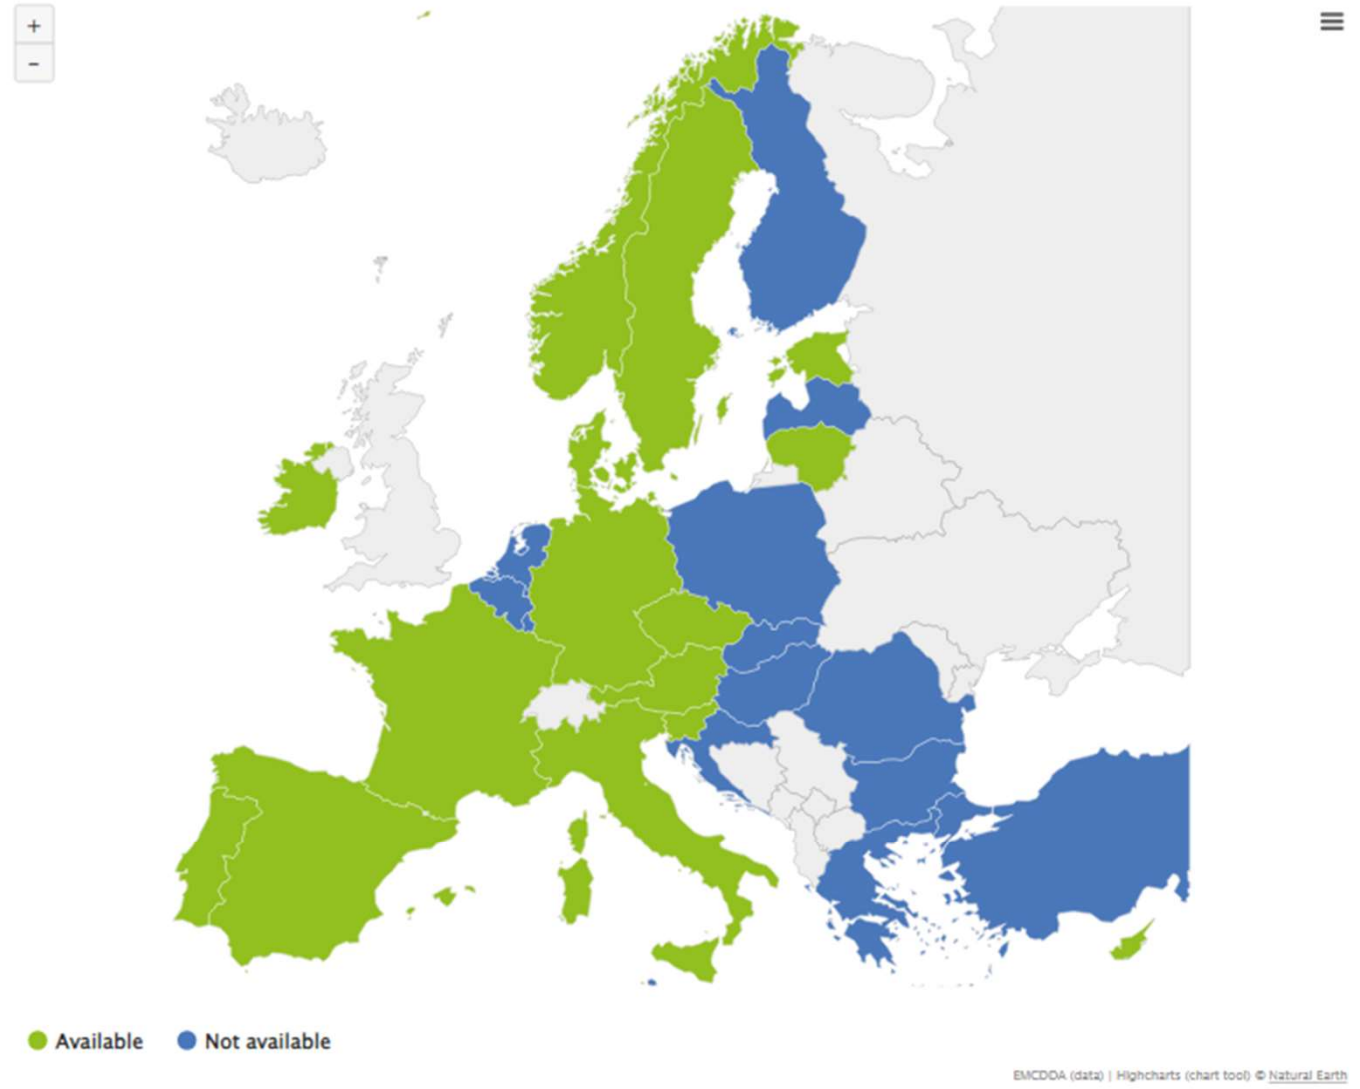 +
−
Available
Not available
EMCDDA (data) | Highcharts (chart tool) © Natural Earth